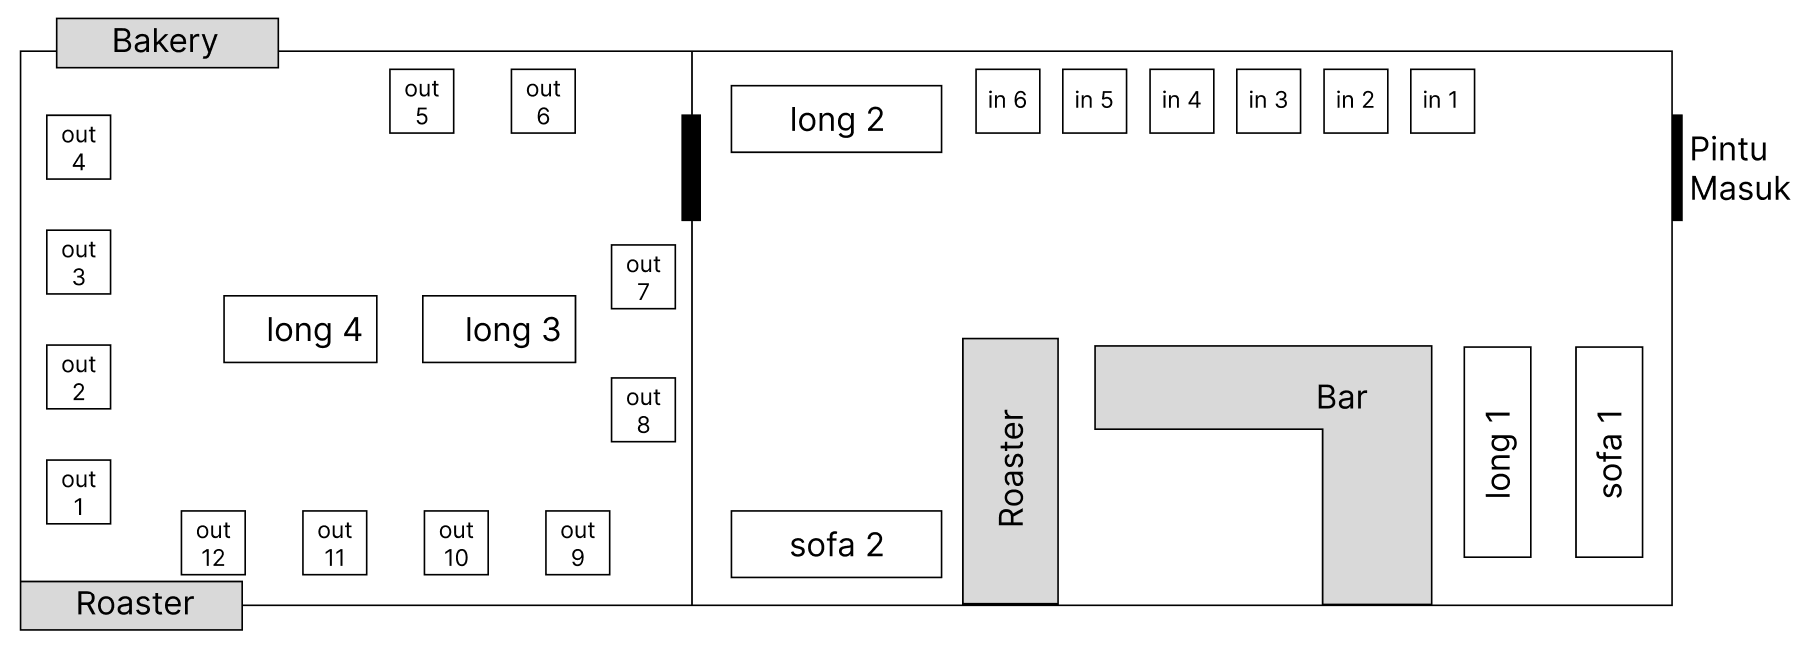 Bakery
out
5
out
6
long 2
in 6
in 5
in 4
in 3
in 2
in 1
out
4
Pintu
Masuk
out
3
out
7
long 4
long 3
out
2
out
8
Bar
Roaster
long 1
sofa 1
out
1
out
12
out
11
out
10
out
9
sofa 2
Roaster